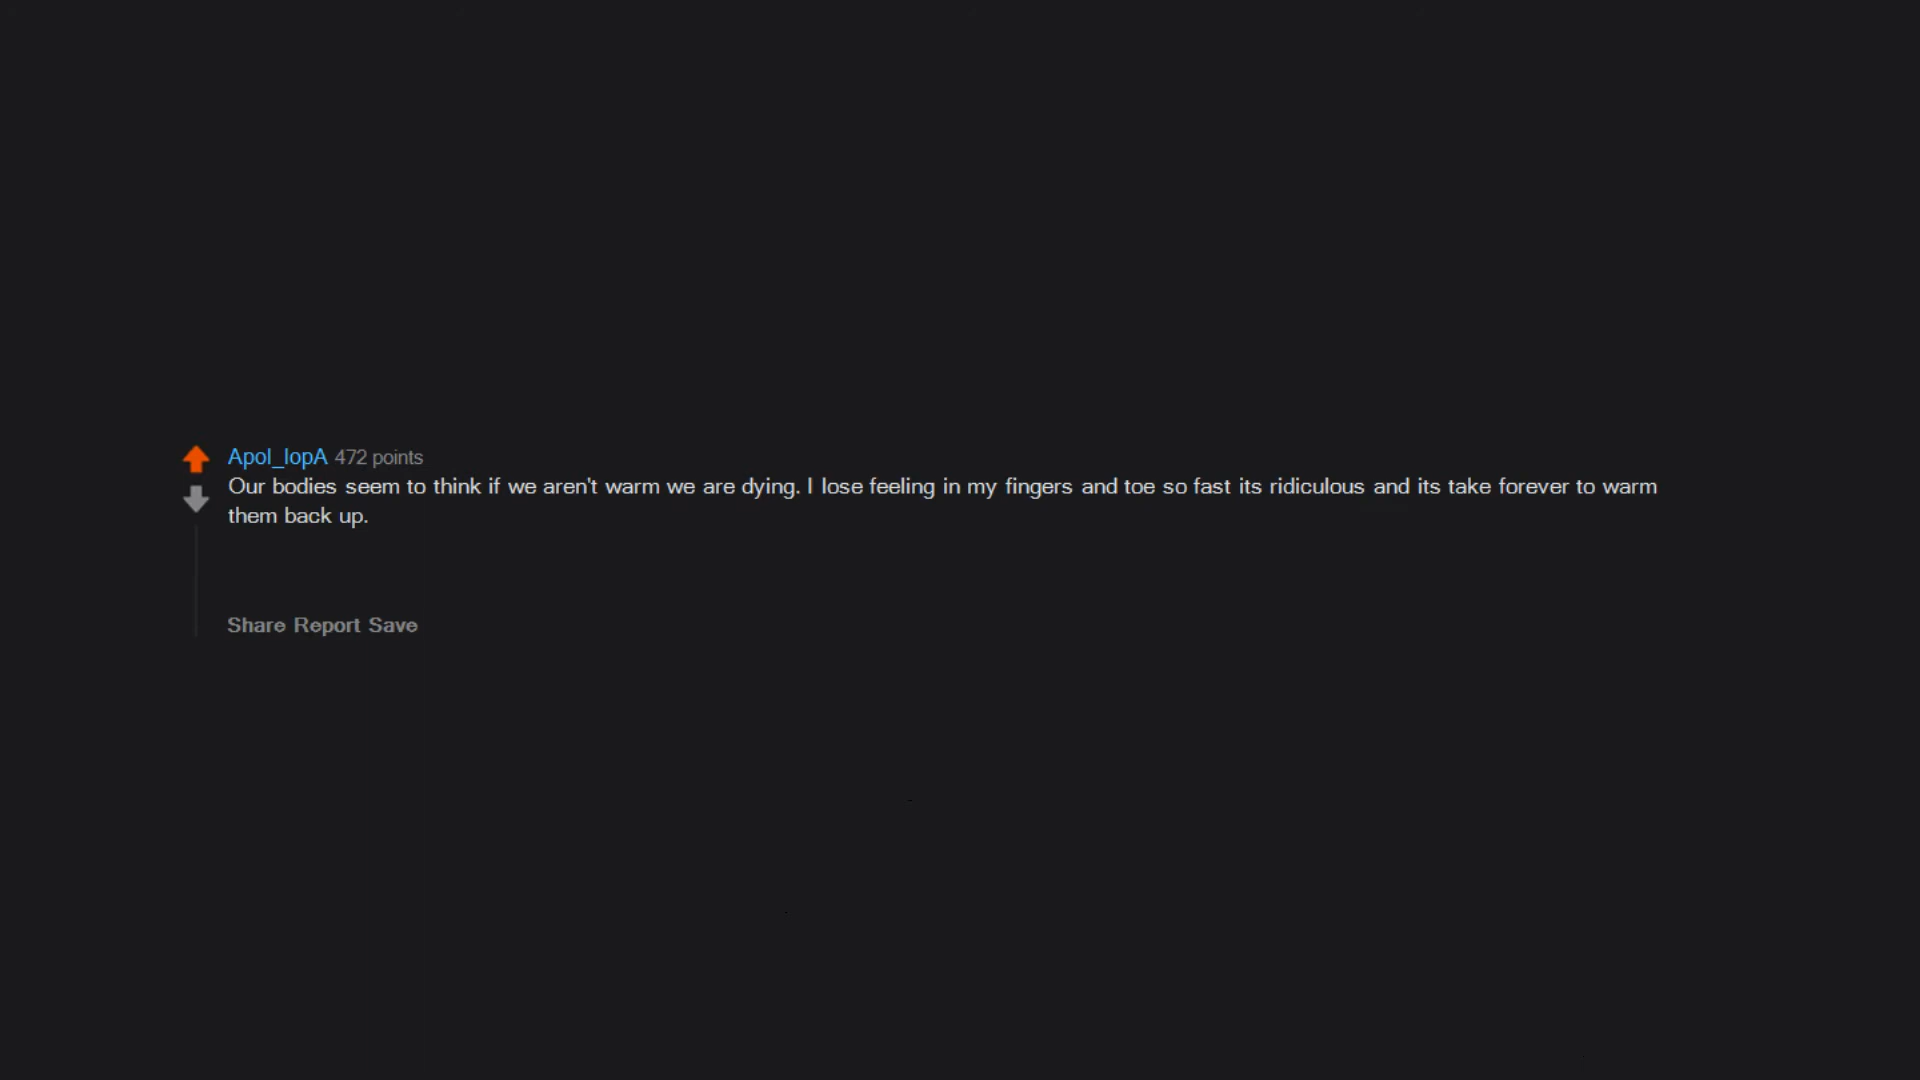 Apol_lopA 472 points
Our bodies seem to think if we aren't warm we are dying. I lose feeling in my fingers and toe so fast its ridiculous and its take forever to warm
them back up.
Share Report Save